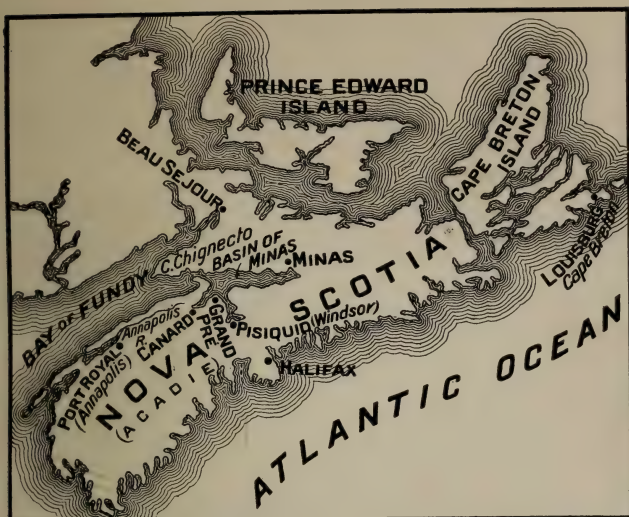 PRINCE EDWARD
ISLAND
CAPE BRETON
ISLAND
BEAU SEJOUR
C. Chignecto
BASIN OF
MINAS
MINAS
LOUISBURG
Cape Breton
BAY OF FUNDY
NOVA SCOTIA
(ACADIE)
Annapolis
R.
CANARD
GRAND
PRE
PISIQUID (Windsor)
PORT ROYAL
(Annapolis)
HALIFAX
ATLANTIC OCEAN